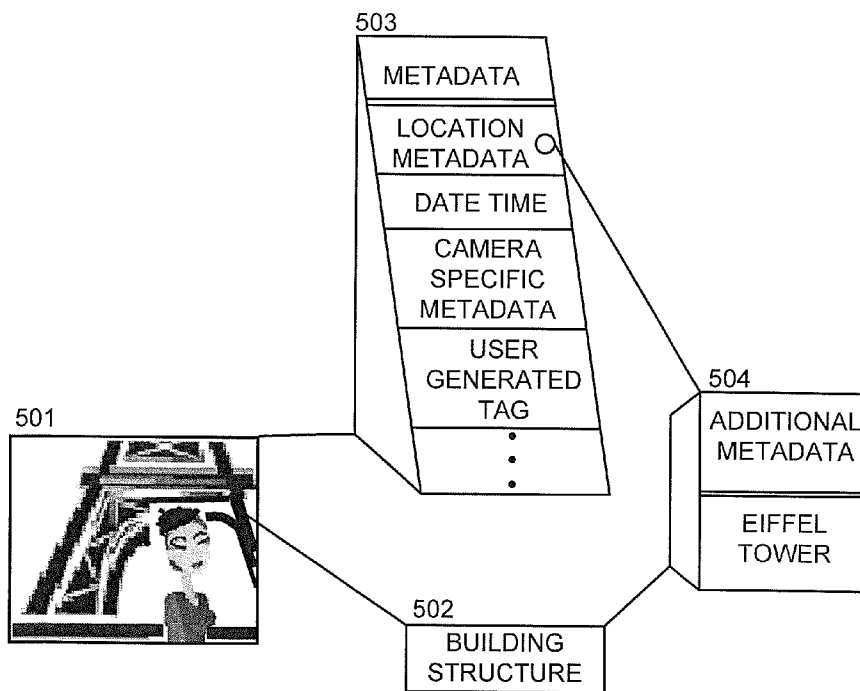 503
METADATA
LOCATION
METADATA
DATE TIME
CAMERA
SPECIFIC
METADATA
USER
GENERATED
TAG
504
ADDITIONAL
METADATA
EIFFEL
TOWER
501
502
BUILDING
STRUCTURE